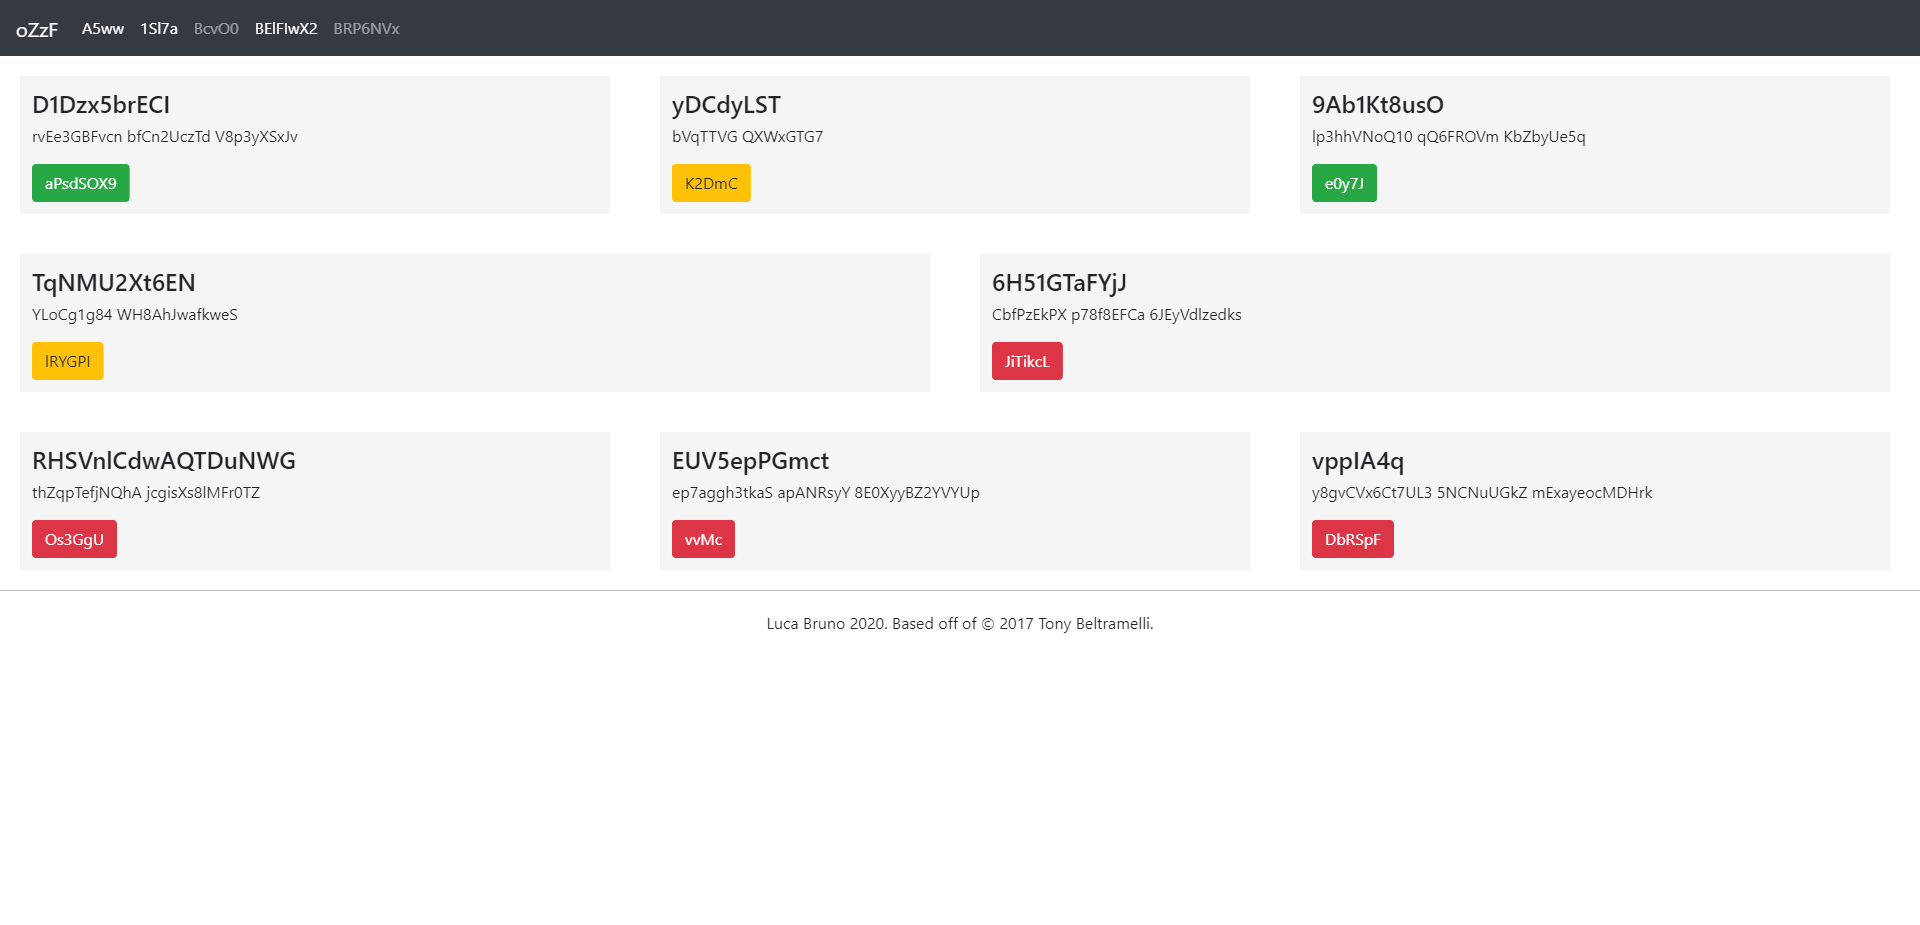 oZzF A5ww 1Sl7a BcvO0 BElFIwX2 BRP6NVx
D1Dzx5brECI
rvEe3GBFvcn bfCn2UczTd V8p3yXSxJv
aPsdSOX9
yDCdyLST
bVqTTVG QXWxGTG7
K2DmC
9Ab1Kt8usO
lp3hhVNoQ10 qQ6FROVm KbZbyUe5q
e0y7J
TqNMU2Xt6EN
YLoCg1g84 WH8AhJwafkweS
lRYGPI
6H51GTaFYjJ
CbfPzEkPX p78f8EFCa 6JEyVdlzedks
JiTikcL
RHSVnlCdwAQTDuNWG
thZqpTefjNQhA jcgisXs8lMFr0TZ
Os3GgU
EUV5epPGmct
ep7aggh3tkaS apANRsyY 8E0XyyBZ2YVYUp
vvMc
vppIA4q
y8gvCVx6Ct7UL3 5NCNuUGkZ mExayeocMDHrk
DbRSpF
Luca Bruno 2020. Based off of © 2017 Tony Beltramelli.